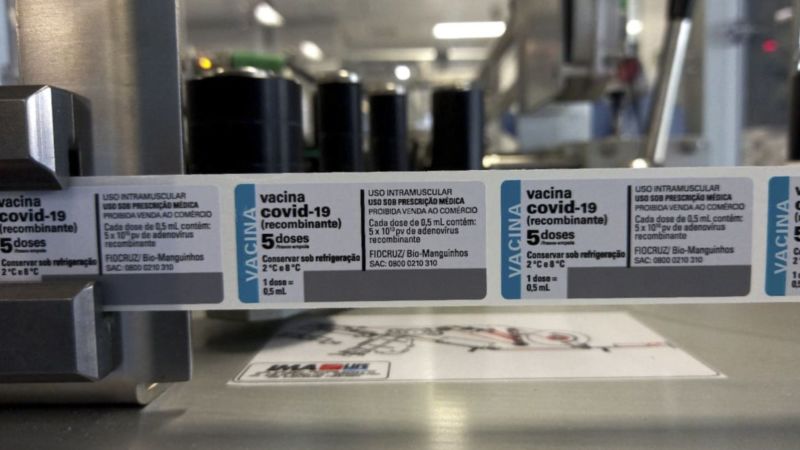 vacina
covid-19
(recombinante)
5 doses
Conservar sob refrigeração
2 °C e 8 °C
USO INTRAMUSCULAR
USO SOB PRESCRIÇÃO MÉDICA
PROIBIDA VENDA AO COMÉRCIO
Cada dose de 0,5 mL contém:
5 x 10¹⁰ pv de adenovírus
recombinante
FIOCRUZ/ Bio-Manguinhos
SAC: 0800 0210 310
VACINA
vacina
covid-19
(recombinante)
5 doses
Conservar sob refrigeração
2 °C e 8 °C
1 dose =
0,5 mL
USO INTRAMUSCULAR
USO SOB PRESCRIÇÃO MÉDICA
PROIBIDA VENDA AO COMÉRCIO
Cada dose de 0,5 mL contém:
5 x 10¹⁰ pv de adenovírus
recombinante
FIOCRUZ/ Bio-Manguinhos
SAC: 0800 0210 310
VACINA
vacina
covid-19
(recombinante)
5 doses
Conservar sob refrigeração
2 °C e 8 °C
1 dose =
0,5 mL
USO INTRAMUSCULAR
USO SOB PRESCRIÇÃO MÉDICA
PROIBIDA VENDA AO COMÉRCIO
Cada dose de 0,5 mL contém:
5 x 10¹⁰ pv de adenovírus
recombinante
FIOCRUZ/ Bio-Manguinhos
SAC: 0800 0210 310
VACINA
1 dose =
0,5 mL
IMA